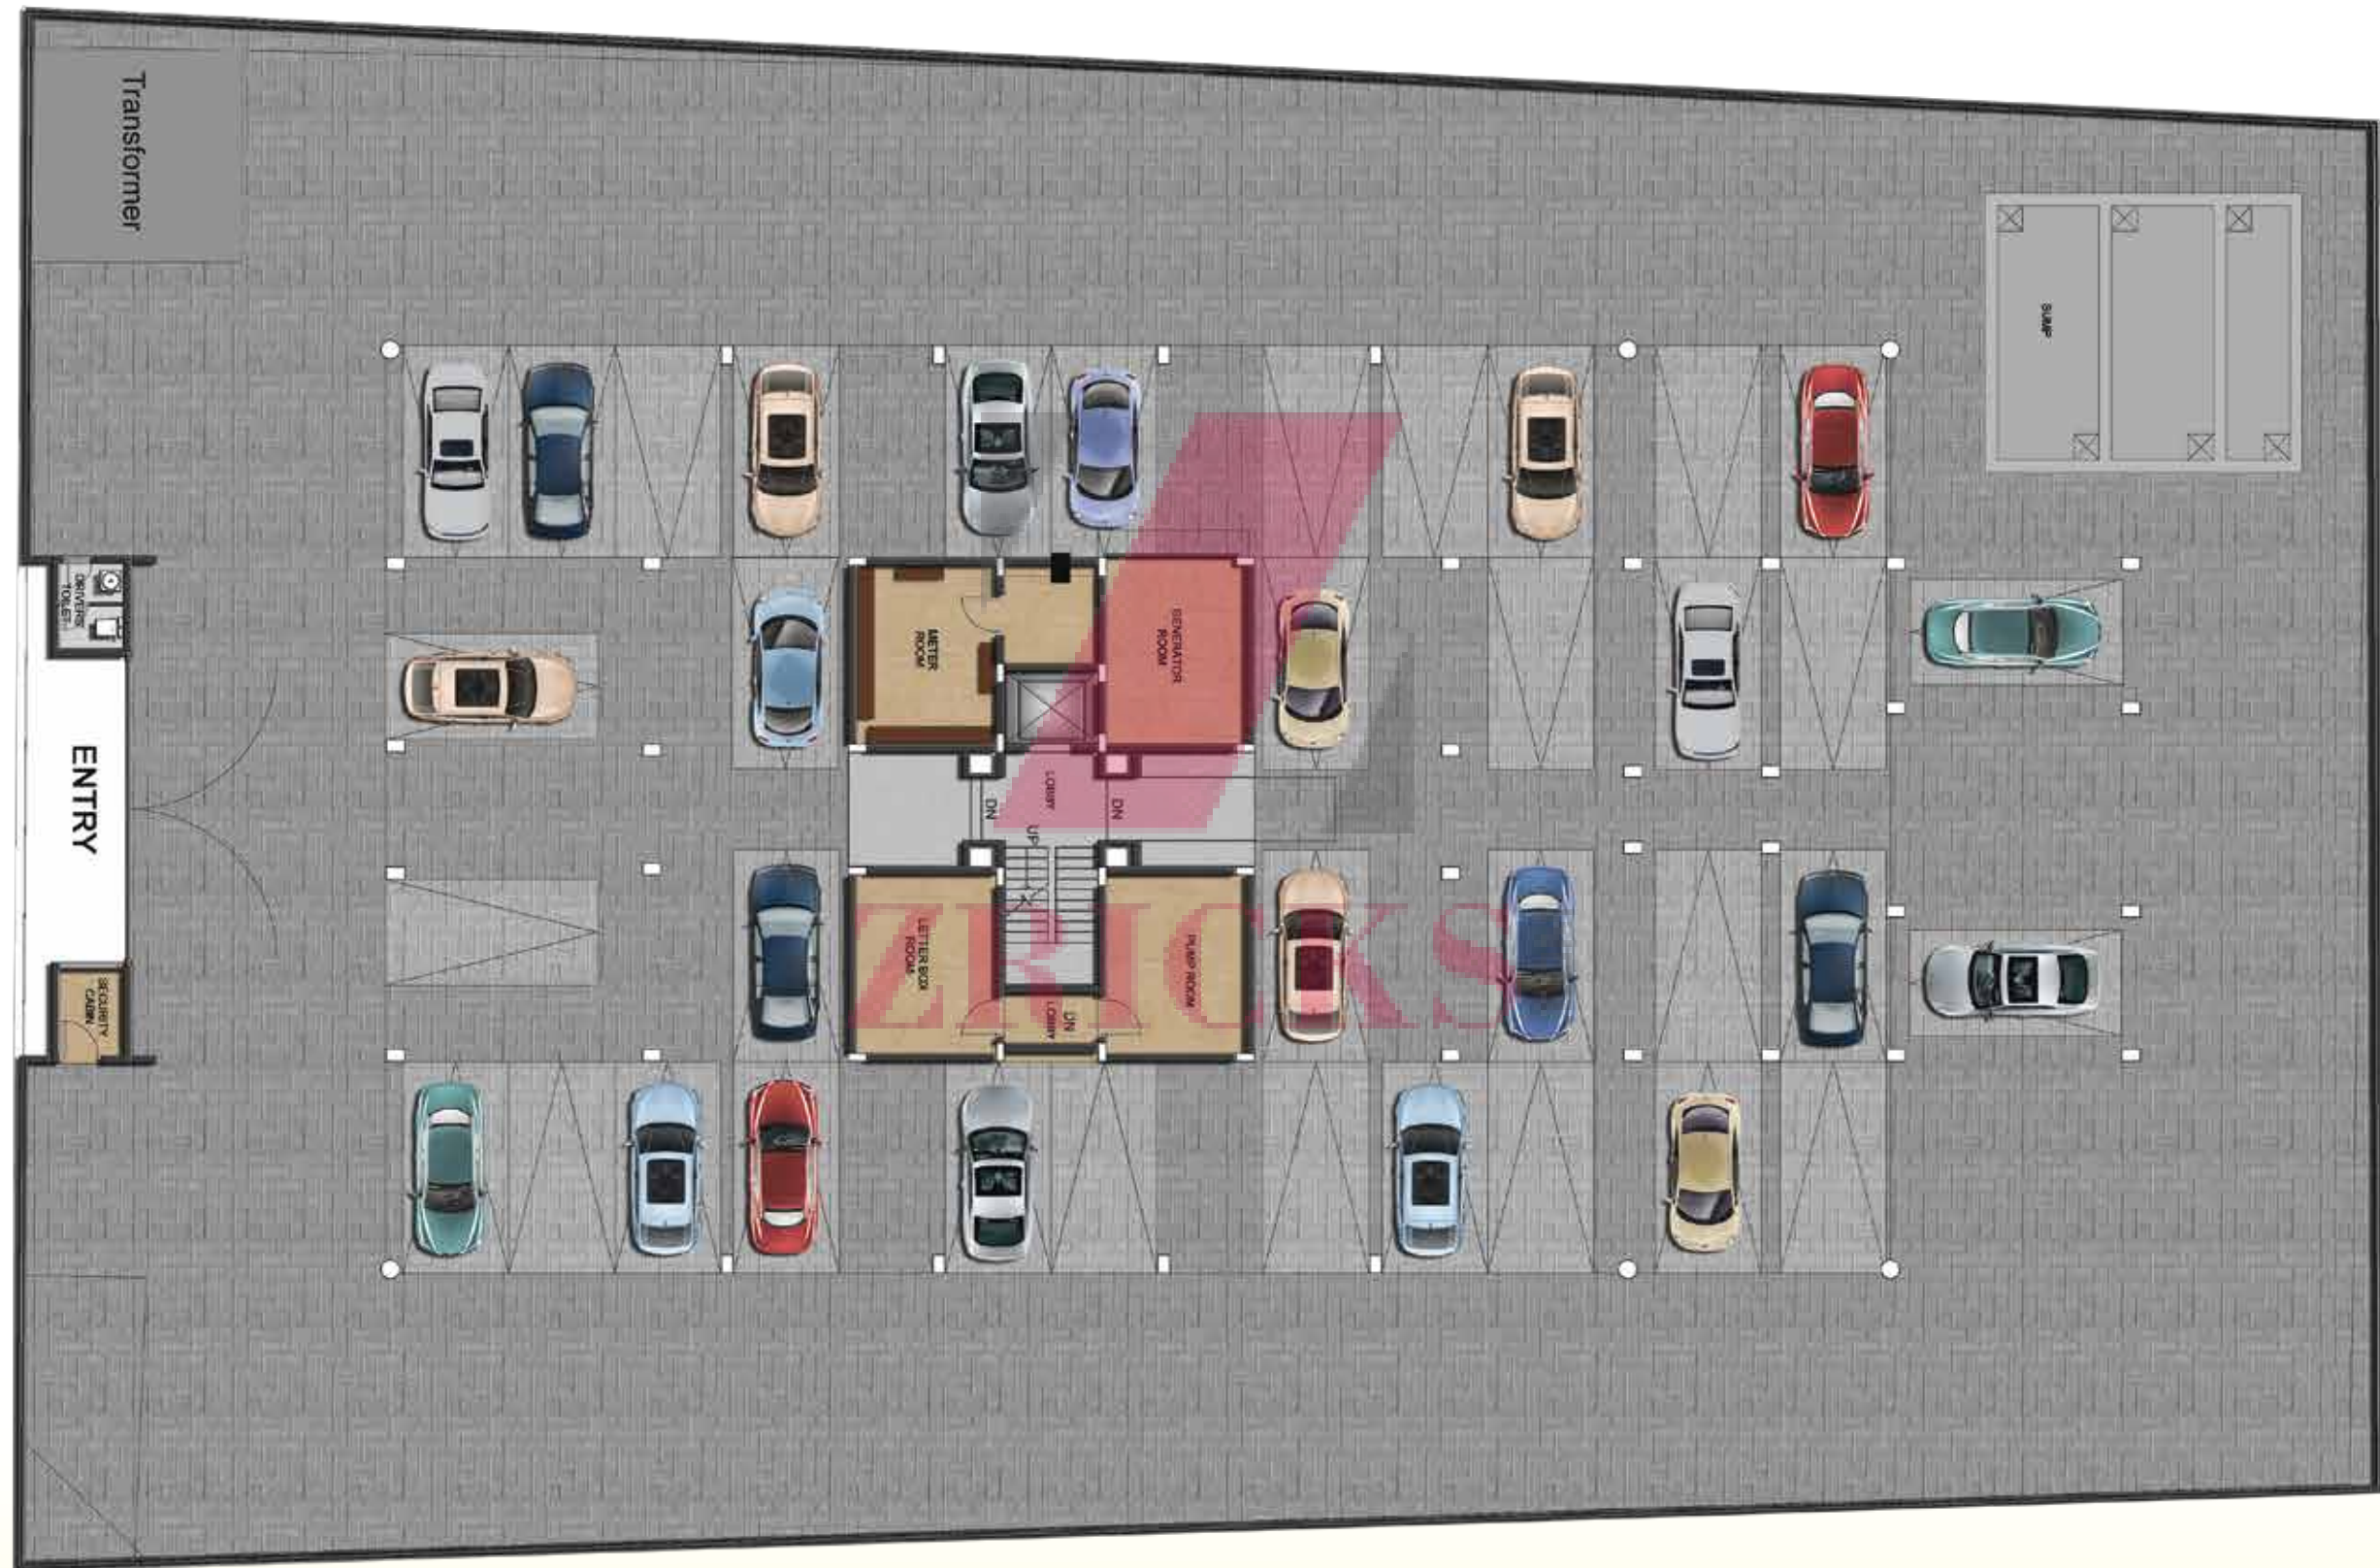 Transformer
SUMP
DRIVERS
TOILET
METER
ROOM
GENERATOR
ROOM
ENTRY
LOBBY
DN
DN
UP
SECURITY
CABIN
LETTER BOX
ROOM
PUMP ROOM
DN
LOBBY
ZRICKS